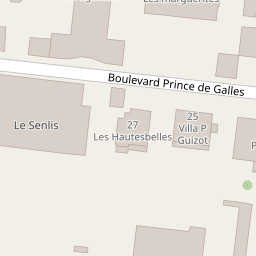 Les marguerites
Boulevard Prince de Galles
25
Villa P
Guizot
27
Les Hautesbelles
Le Senlis
P